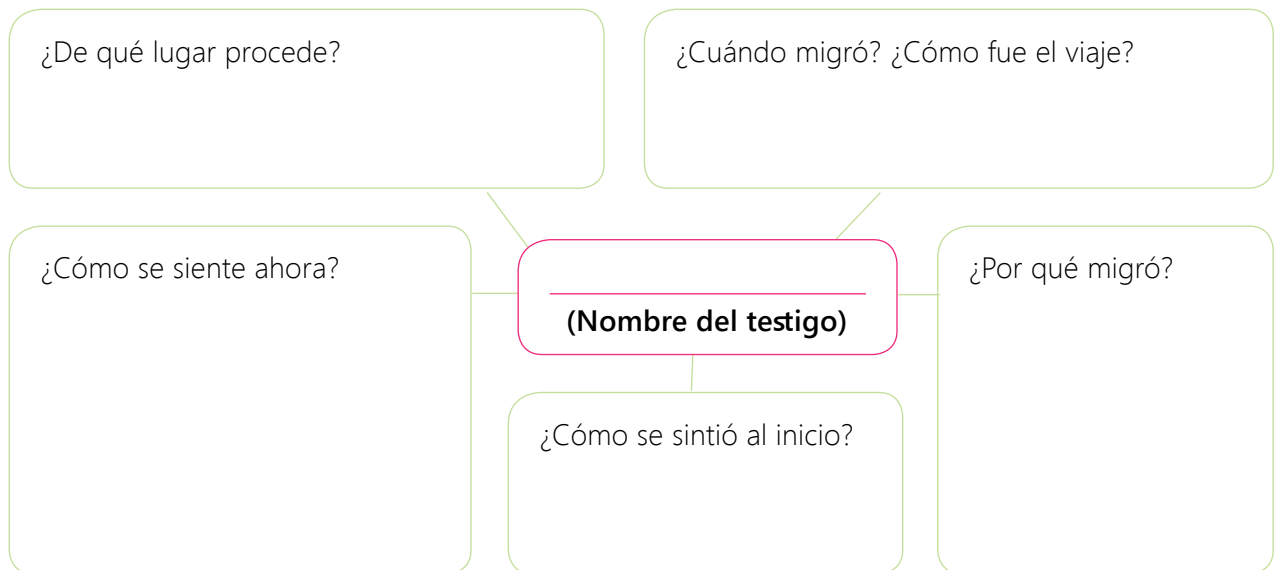 ¿De qué lugar procede?
¿Cuándo migró? ¿Cómo fue el viaje?
¿Cómo se siente ahora?
(Nombre del testigo)
¿Por qué migró?
¿Cómo se sintió al inicio?